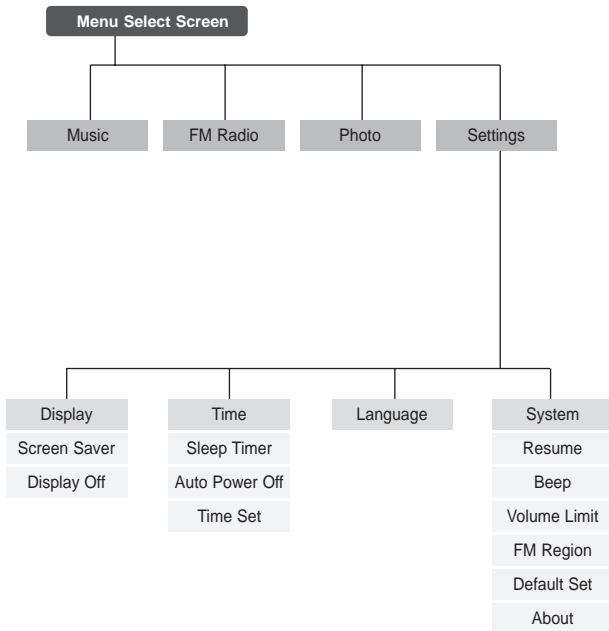 Menu Select Screen
Music
FM Radio
Photo
Settings
Display
Screen Saver
Display Off
Time
Sleep Timer
Auto Power Off
Time Set
Language
System
Resume
Beep
Volume Limit
FM Region
Default Set
About